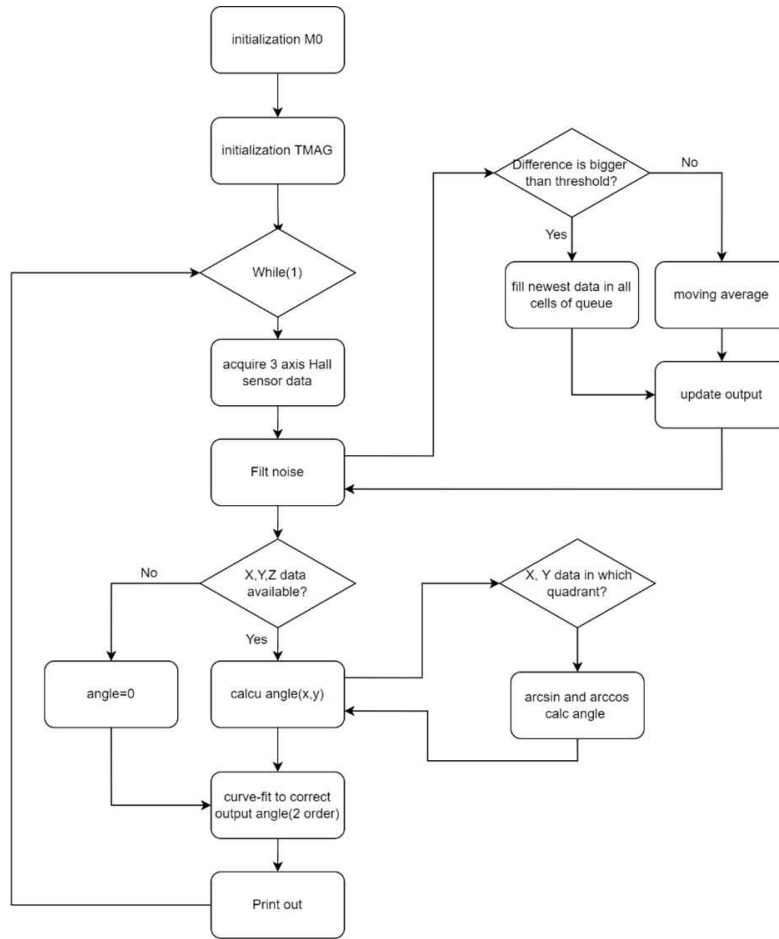 initialization M0
initialization TMAG
While(1)
acquire 3 axis Hall
sensor data
Filt noise
Difference is bigger
than threshold?
No
Yes
fill newest data in all
cells of queue
moving average
update output
X,Y,Z data
available?
No
Yes
angle=0
calcu angle(x,y)
X, Y data in which
quadrant?
arcsin and arccos
calc angle
curve-fit to correct
output angle(2 order)
Print out